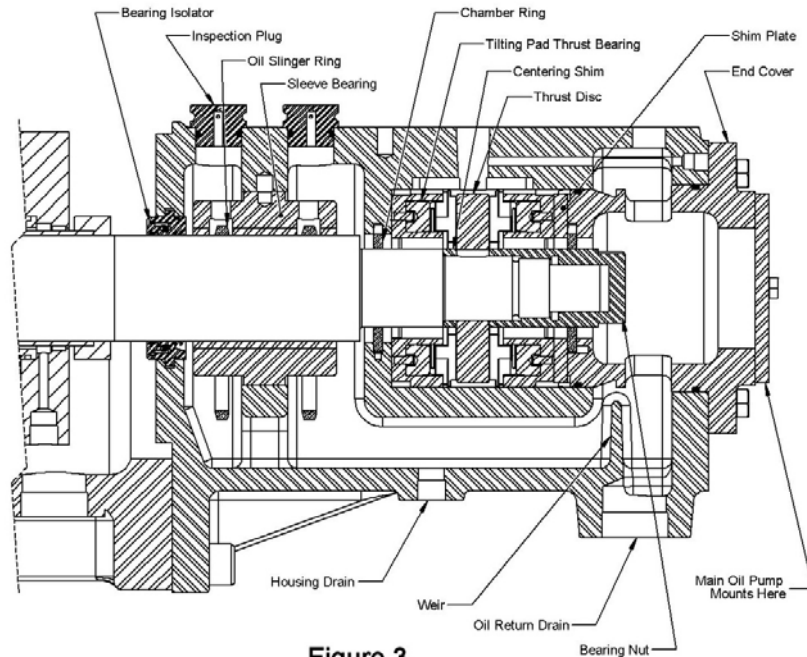 Bearing Isolator
Inspection Plug
Oil Slinger Ring
Sleeve Bearing
Chamber Ring
Tilting Pad Thrust Bearing
Centering Shim
Thrust Disc
Shim Plate
End Cover
Housing Drain
Weir
Oil Return Drain
Bearing Nut
Main Oil Pump
Mounts Here
Figure 3